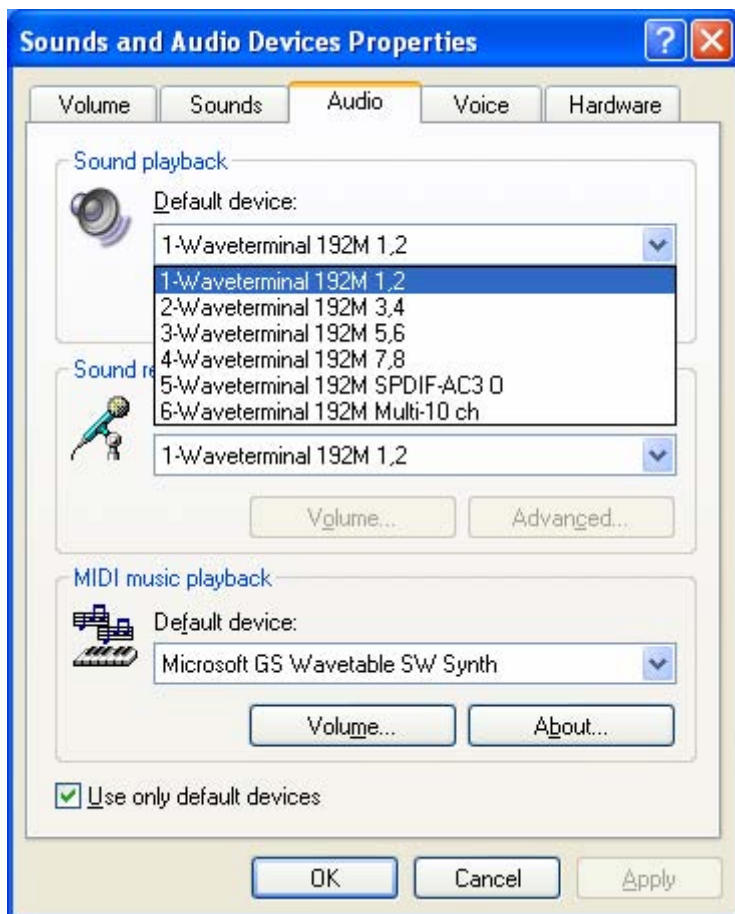 Sounds and Audio Devices Properties
Volume Sounds Audio Voice Hardware
Sound playback
Default device:
1-Waveterminal 192M 1,2
1-Waveterminal 192M 1,2
2-Waveterminal 192M 3,4
3-Waveterminal 192M 5,6
4-Waveterminal 192M 7,8
Sound re
5-Waveterminal 192M SPDIF-AC3 O
6-Waveterminal 192M Multi-10 ch
1-Waveterminal 192M 1,2
Volume... Advanced...
MIDI music playback
Default device:
Microsoft GS Wavetable SW Synth
Volume... About...
Use only default devices
OK Cancel Apply